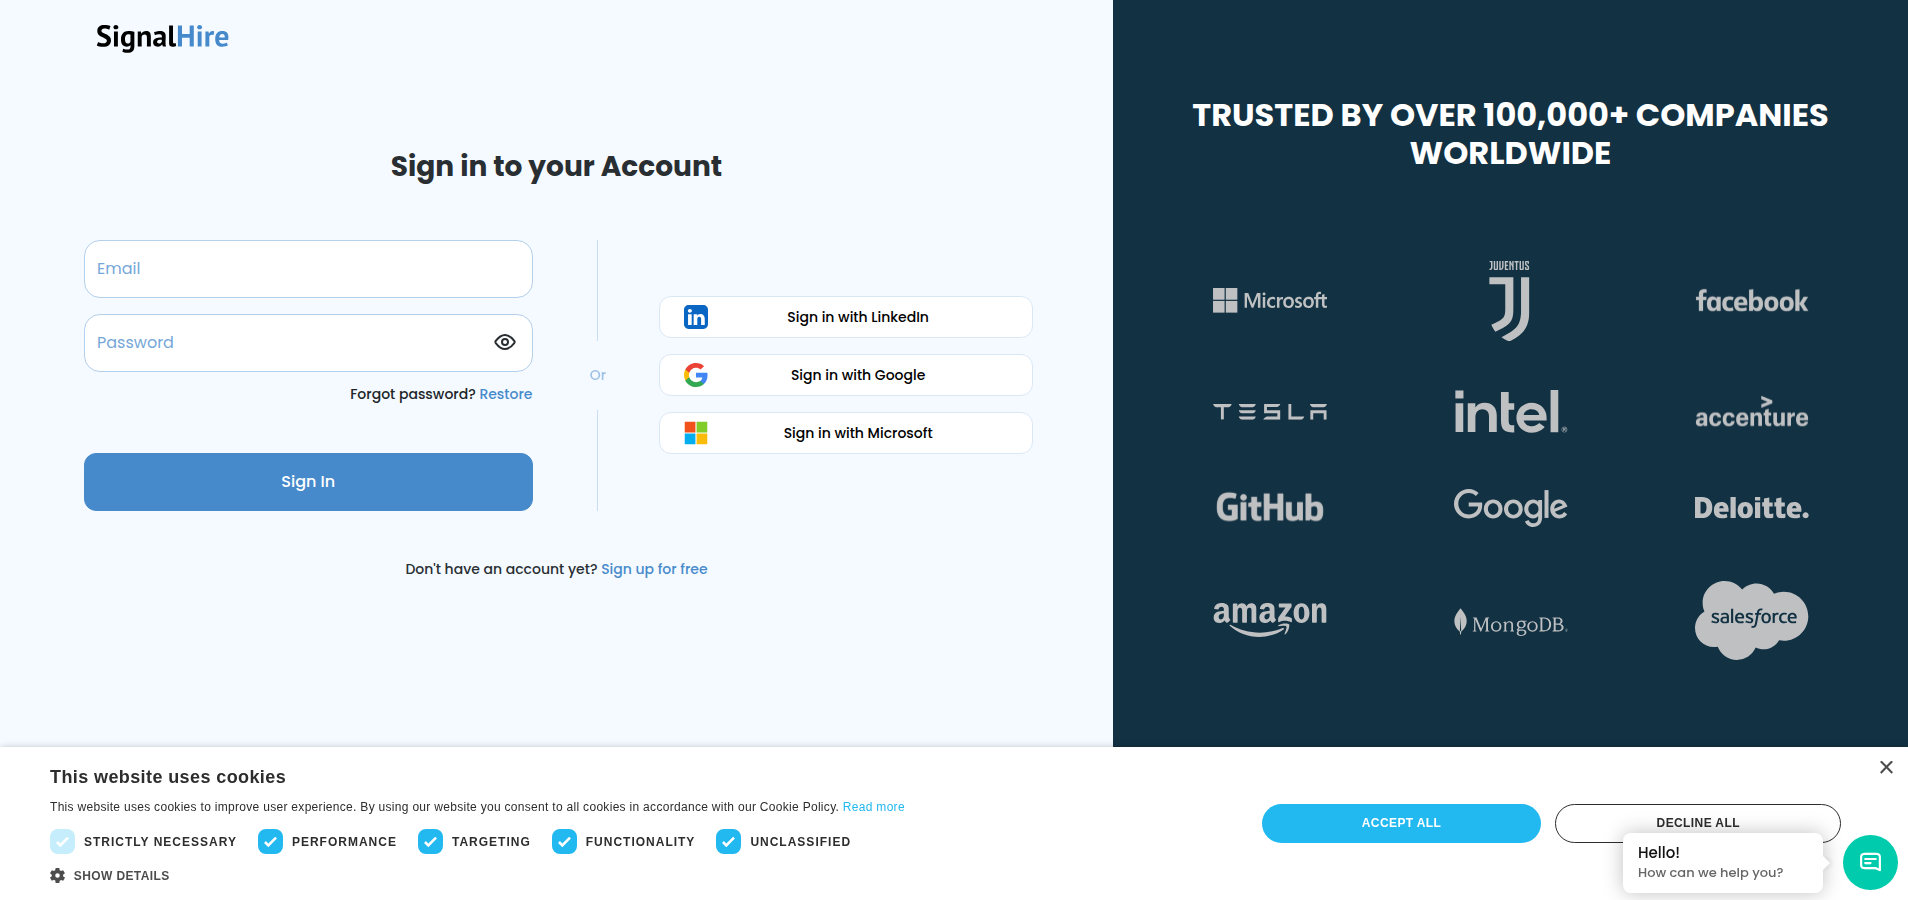 SignalHire
Sign in to your Account
Email
Password
Forgot password? Restore
Sign In
Or
Sign in with LinkedIn
Sign in with Google
Sign in with Microsoft
Don't have an account yet? Sign up for free
TRUSTED BY OVER 100,000+ COMPANIES
WORLDWIDE
Microsoft
JUVENTUS
facebook
TESLA
intel®
accenture
GitHub
Google
Deloitte.
amazon
MongoDB®
salesforce
This website uses cookies
This website uses cookies to improve user experience. By using our website you consent to all cookies in accordance with our Cookie Policy. Read more
STRICTLY NECESSARY PERFORMANCE TARGETING FUNCTIONALITY UNCLASSIFIED
SHOW DETAILS
ACCEPT ALL
DECLINE ALL
Hello!
How can we help you?